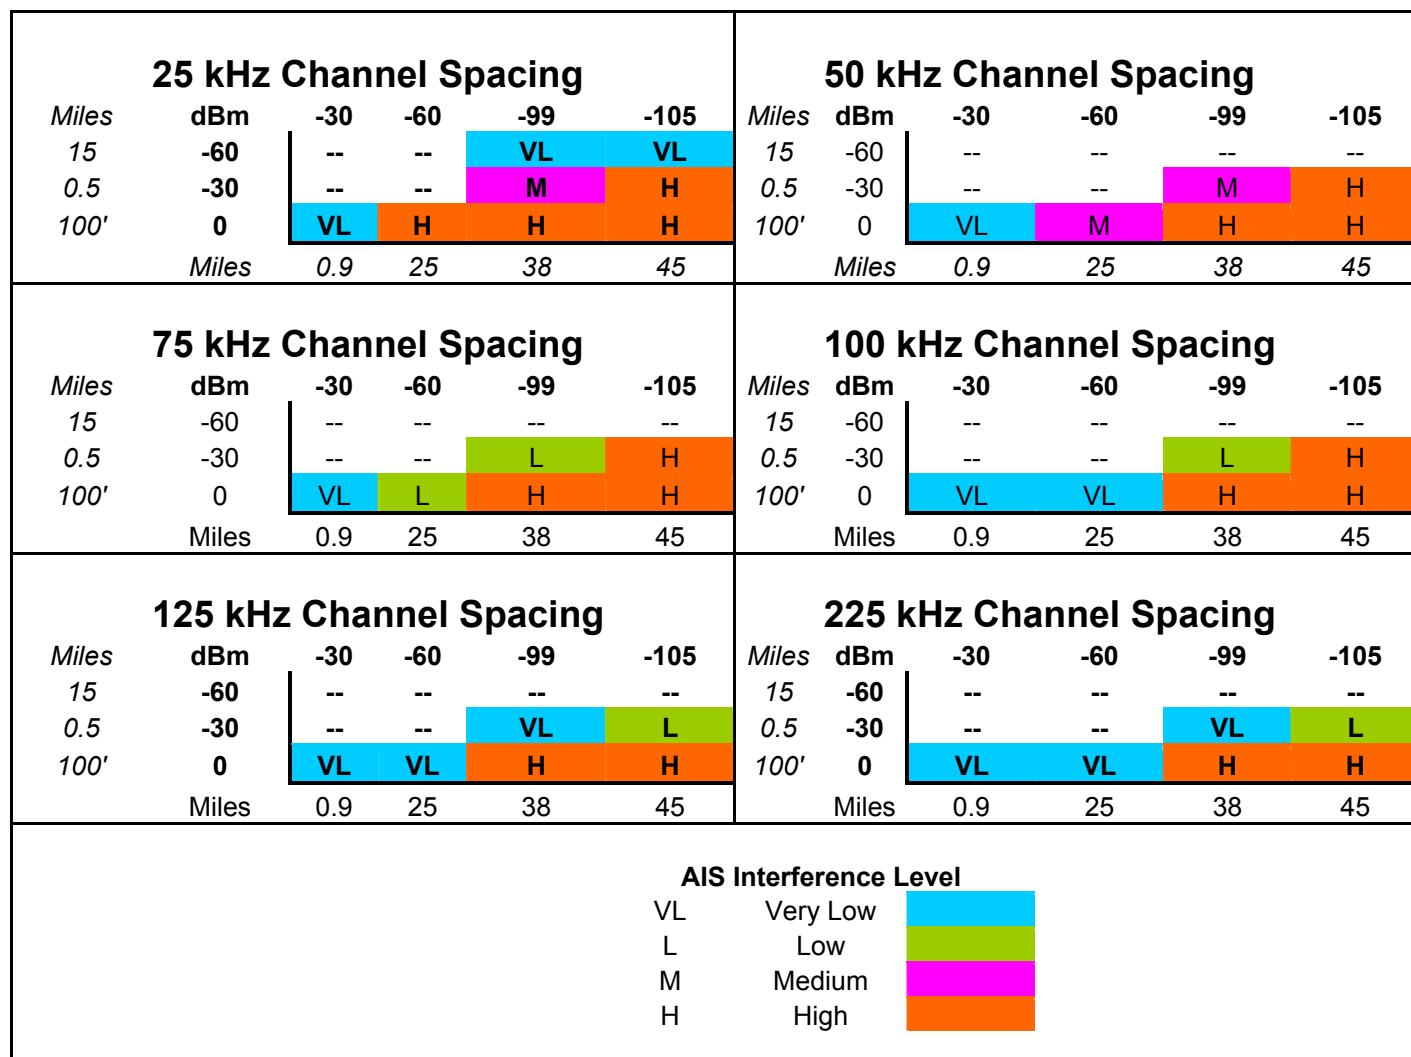 25 kHz Channel Spacing
Miles dBm -30 -60 -99 -105
15 -60 -- -- VL VL
0.5 -30 -- -- M H
100' 0 VL H H H
Miles 0.9 25 38 45
50 kHz Channel Spacing
Miles dBm -30 -60 -99 -105
15 -60 -- -- -- --
0.5 -30 -- -- M H
100' 0 VL M H H
Miles 0.9 25 38 45
75 kHz Channel Spacing
Miles dBm -30 -60 -99 -105
15 -60 -- -- -- --
0.5 -30 -- -- L H
100' 0 VL L H H
Miles 0.9 25 38 45
100 kHz Channel Spacing
Miles dBm -30 -60 -99 -105
15 -60 -- -- -- --
0.5 -30 -- -- L H
100' 0 VL VL H H
Miles 0.9 25 38 45
125 kHz Channel Spacing
Miles dBm -30 -60 -99 -105
15 -60 -- -- -- --
0.5 -30 -- -- VL L
100' 0 VL VL H H
Miles 0.9 25 38 45
225 kHz Channel Spacing
Miles dBm -30 -60 -99 -105
15 -60 -- -- -- --
0.5 -30 -- -- VL L
100' 0 VL VL H H
Miles 0.9 25 38 45
AIS Interference Level
VL Very Low
L Low
M Medium
H High